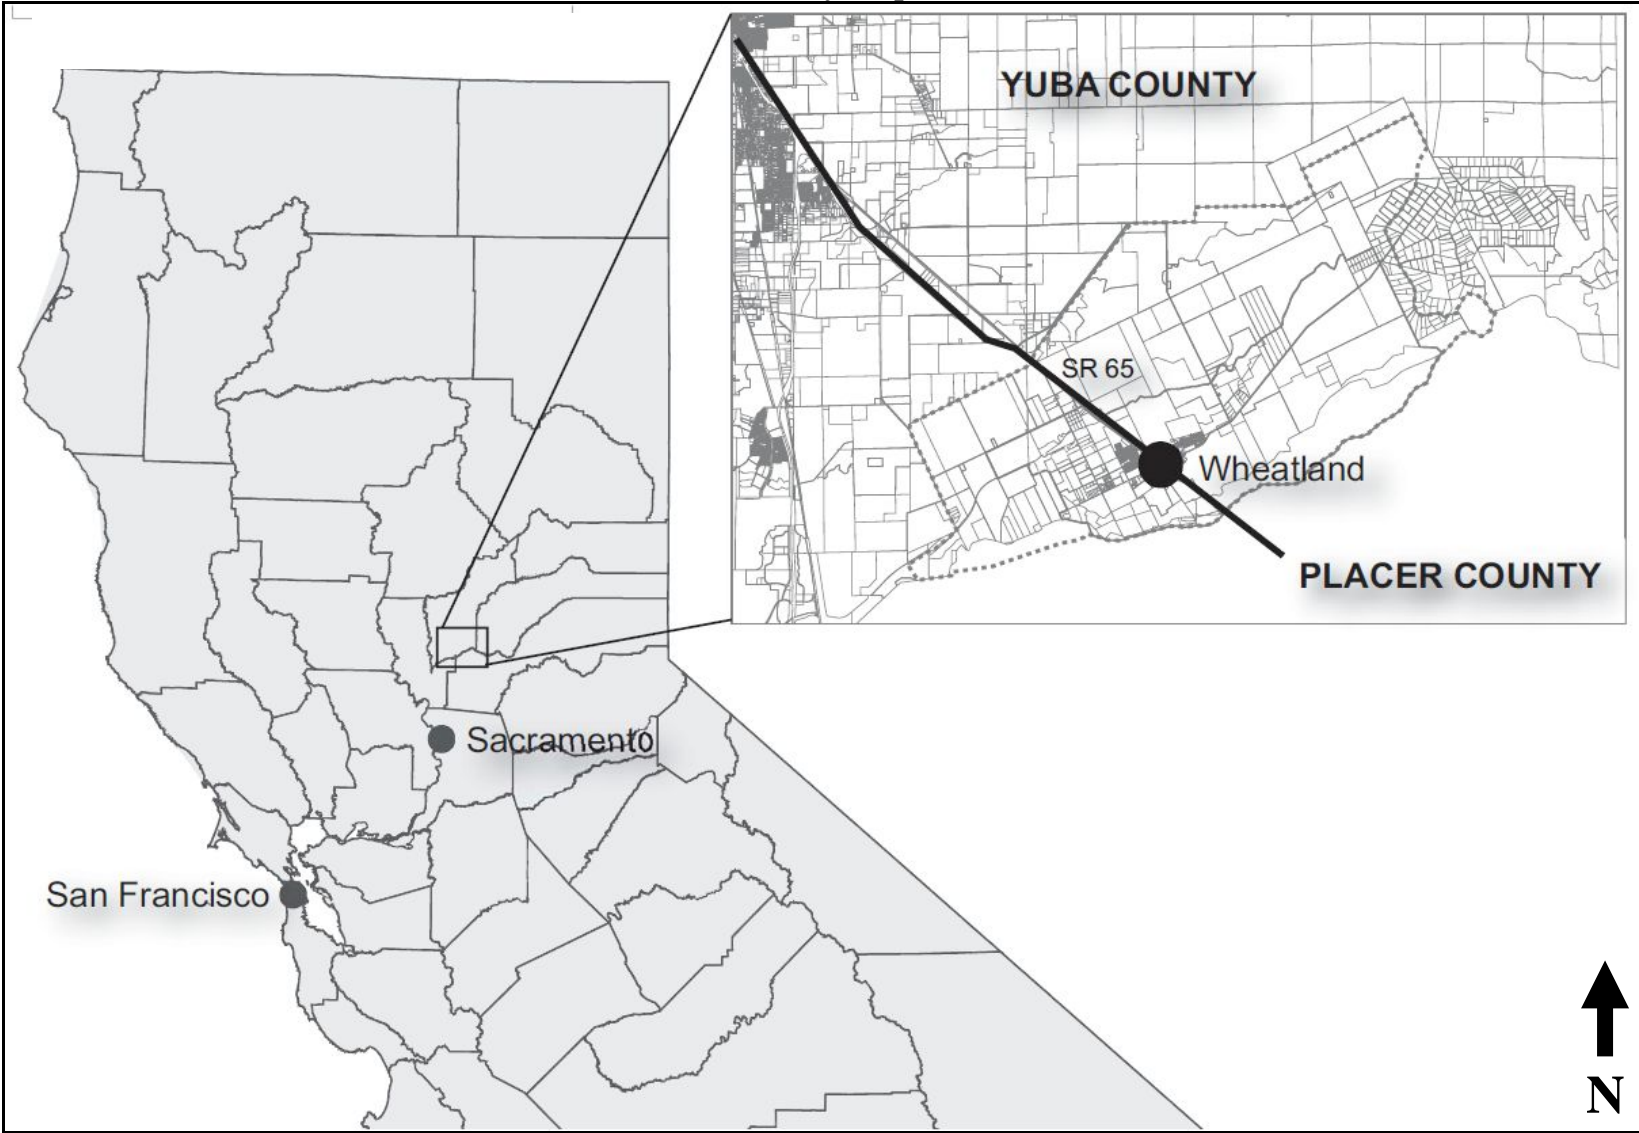 YUBA COUNTY
SR 65
Wheatland
PLACER COUNTY
Sacramento
San Francisco
N